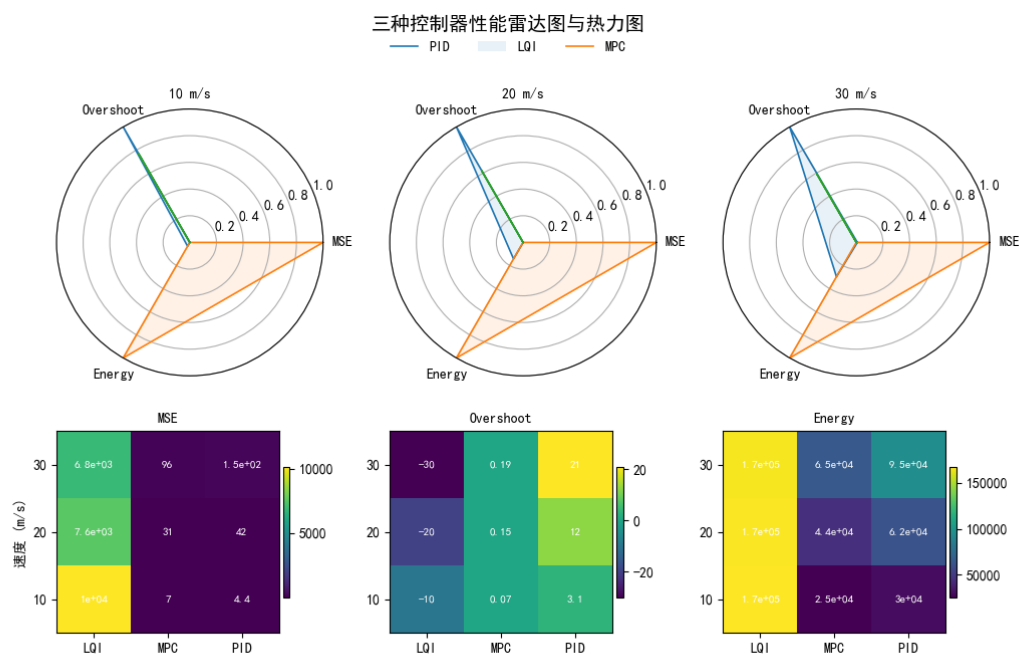 三种控制器性能雷达图与热力图
PID LQI MPC
10 m/s 20 m/s 30 m/s
Overshoot Overshoot Overshoot
1.0 1.0 1.0
0.8 0.8 0.8
0.6 0.6 0.6
0.4 0.4 0.4
0.2 0.2 0.2
MSE MSE MSE
Energy Energy Energy
MSE Overshoot Energy
30 6.8e+03 96 1.5e+02 10000
20 7.6e+03 31 42 5000
10 1e+04 7 4.4
速度 (m/s)
LQI MPC PID
30 −30 0.19 21 20
20 −20 0.15 12 0
10 −10 0.07 3.1 −20
LQI MPC PID
30 1.7e+05 6.5e+04 9.5e+04 150000
20 1.7e+05 4.4e+04 6.2e+04 100000
10 1.7e+05 2.5e+04 3e+04 50000
LQI MPC PID